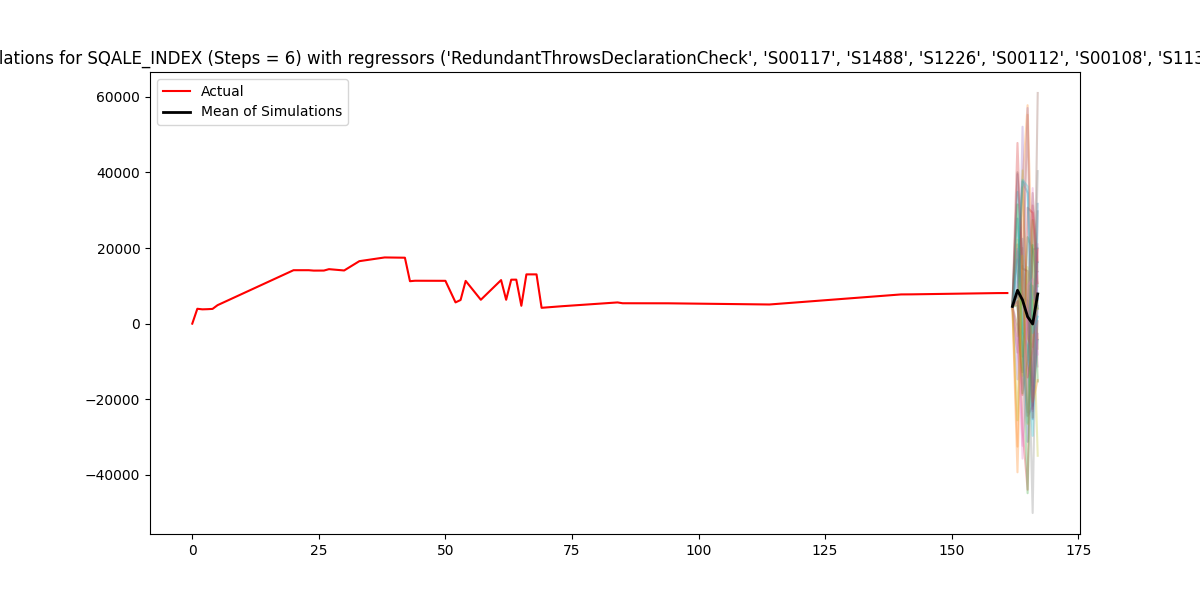 lations for SQALE_INDEX (Steps = 6) with regressors ('RedundantThrowsDeclarationCheck', 'S00117', 'S1488', 'S1226', 'S00112', 'S00108', 'S113
Actual
Mean of Simulations
60000
40000
20000
0
−20000
−40000
0 25 50 75 100 125 150 175